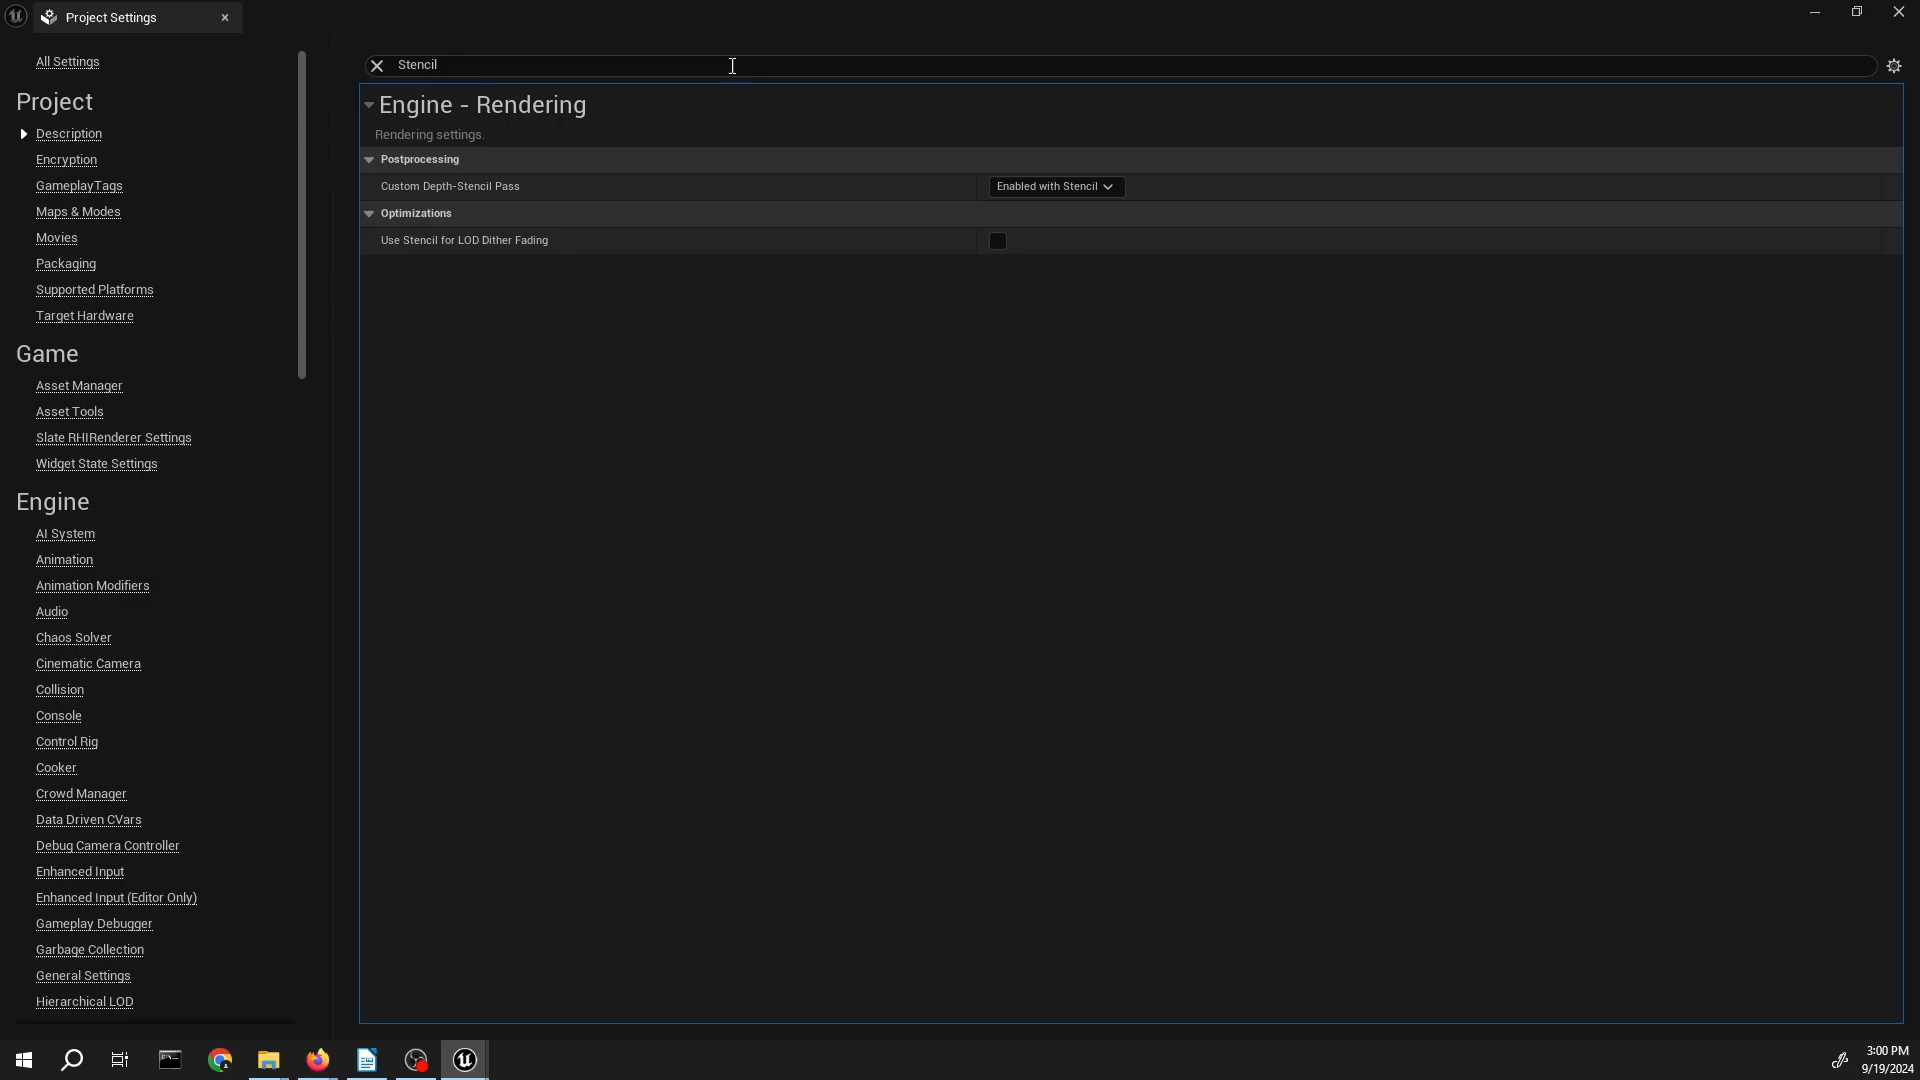 Project Settings
All Settings
Project
Description
Encryption
GameplayTags
Maps & Modes
Movies
Packaging
Supported Platforms
Target Hardware
Game
Asset Manager
Asset Tools
Slate RHIRenderer Settings
Widget State Settings
Engine
AI System
Animation
Animation Modifiers
Audio
Chaos Solver
Cinematic Camera
Collision
Console
Control Rig
Cooker
Crowd Manager
Data Driven CVars
Debug Camera Controller
Enhanced Input
Enhanced Input (Editor Only)
Gameplay Debugger
Garbage Collection
General Settings
Hierarchical LOD
Stencil
Engine - Rendering
Rendering settings.
Postprocessing
Custom Depth-Stencil Pass
Enabled with Stencil
Optimizations
Use Stencil for LOD Dither Fading
3:00 PM
9/19/2024